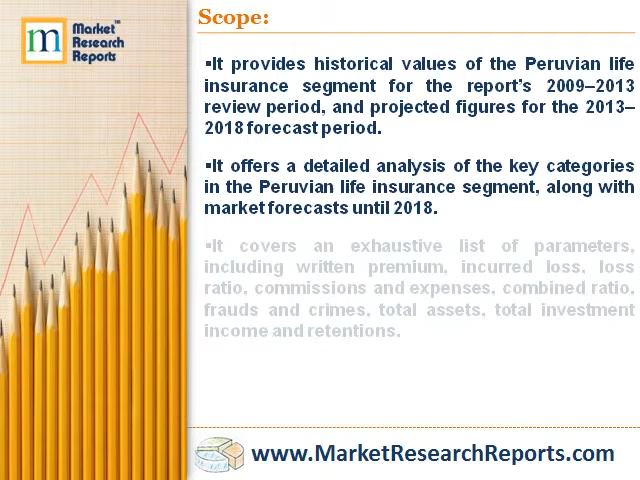 Market™
Research
Reports
Scope:
▪It provides historical values of the Peruvian life
insurance segment for the report's 2009–2013
review period, and projected figures for the 2013–
2018 forecast period.
▪It offers a detailed analysis of the key categories
in the Peruvian life insurance segment, along with
market forecasts until 2018.
▪It covers an exhaustive list of parameters,
including written premium, incurred loss, loss
ratio, commissions and expenses, combined ratio,
frauds and crimes, total assets, total investment
income and retentions.
www.MarketResearchReports.com